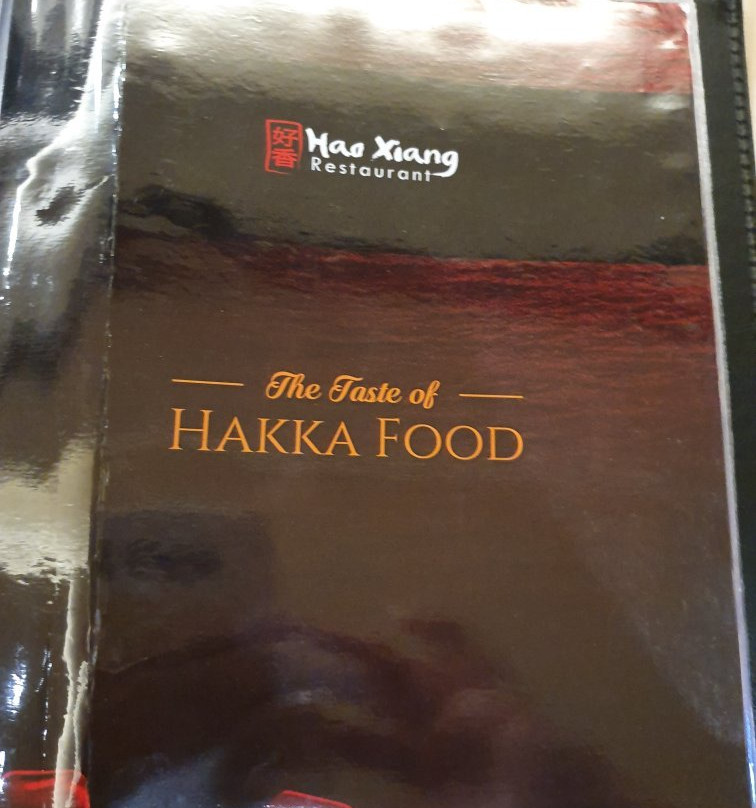 好香
Hao Xiang
Restaurant
The Taste of
HAKKA FOOD